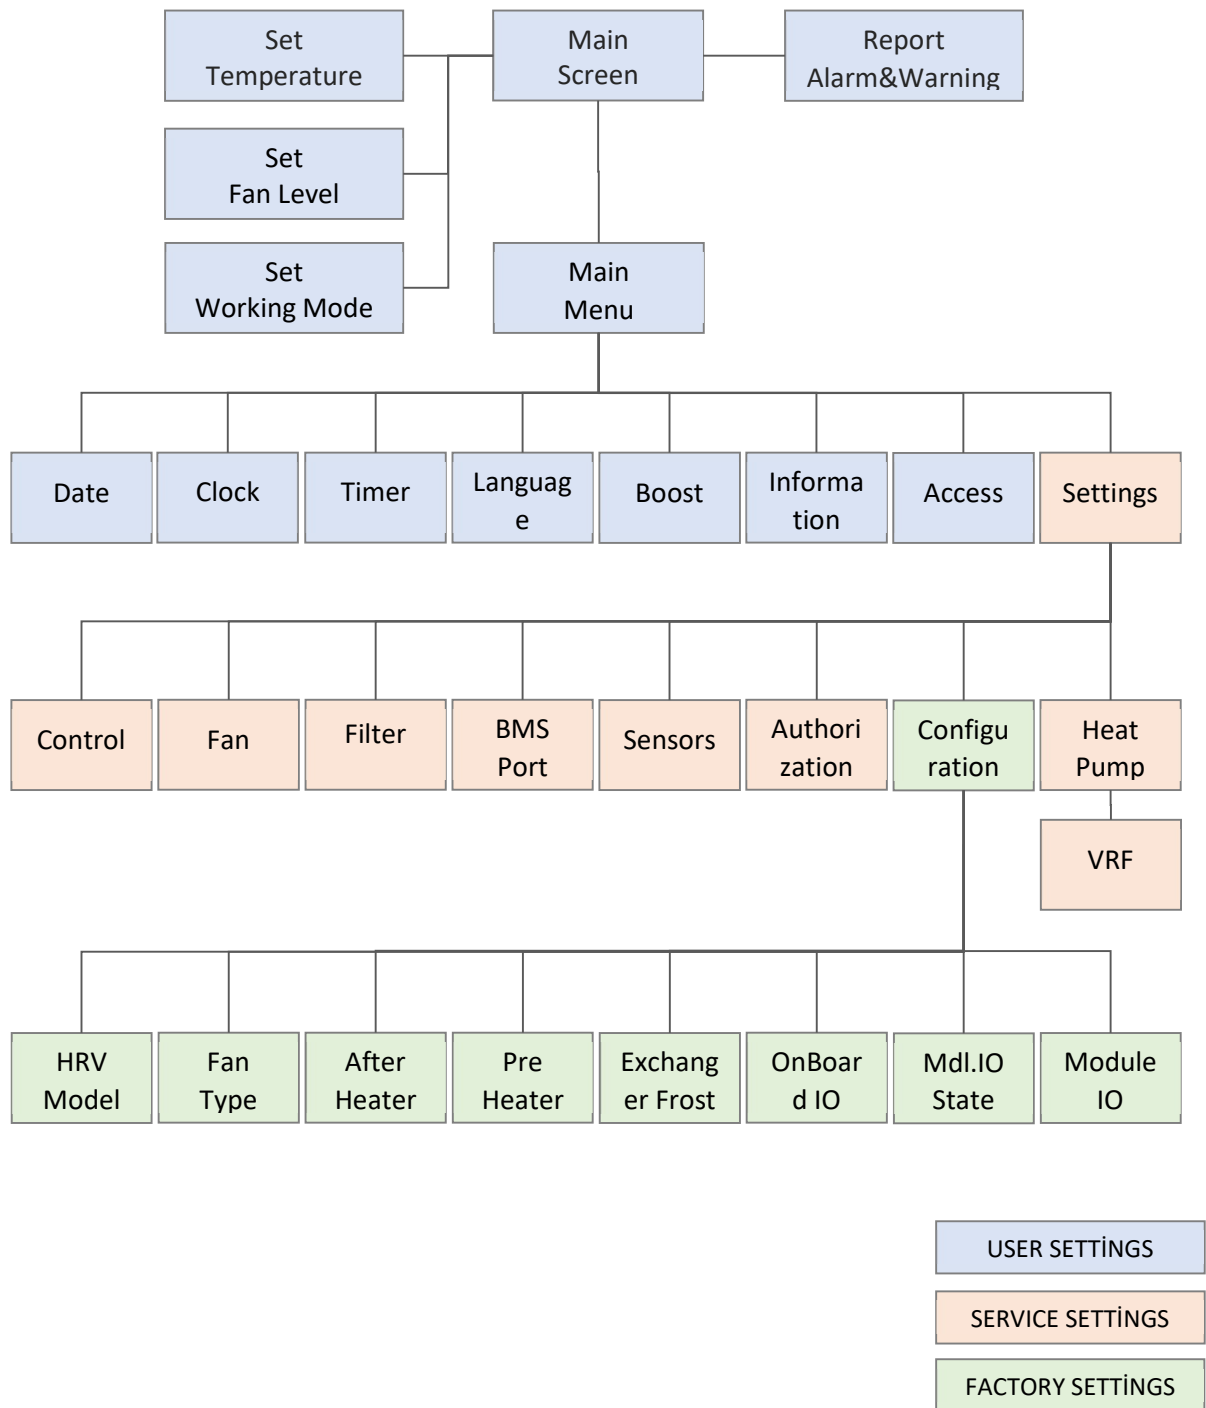 Set
Temperature
Main
Screen
Report
Alarm&Warning
Set
Fan Level
Set
Working Mode
Main
Menu
Date
Clock
Timer
Languag
e
Boost
Informa
tion
Access
Settings
Control
Fan
Filter
BMS
Port
Sensors
Authori
zation
Configu
ration
Heat
Pump
VRF
HRV
Model
Fan
Type
After
Heater
Pre
Heater
Exchang
er Frost
OnBoar
d IO
Mdl.IO
State
Module
IO
USER SETTİNGS
SERVICE SETTİNGS
FACTORY SETTİNGS